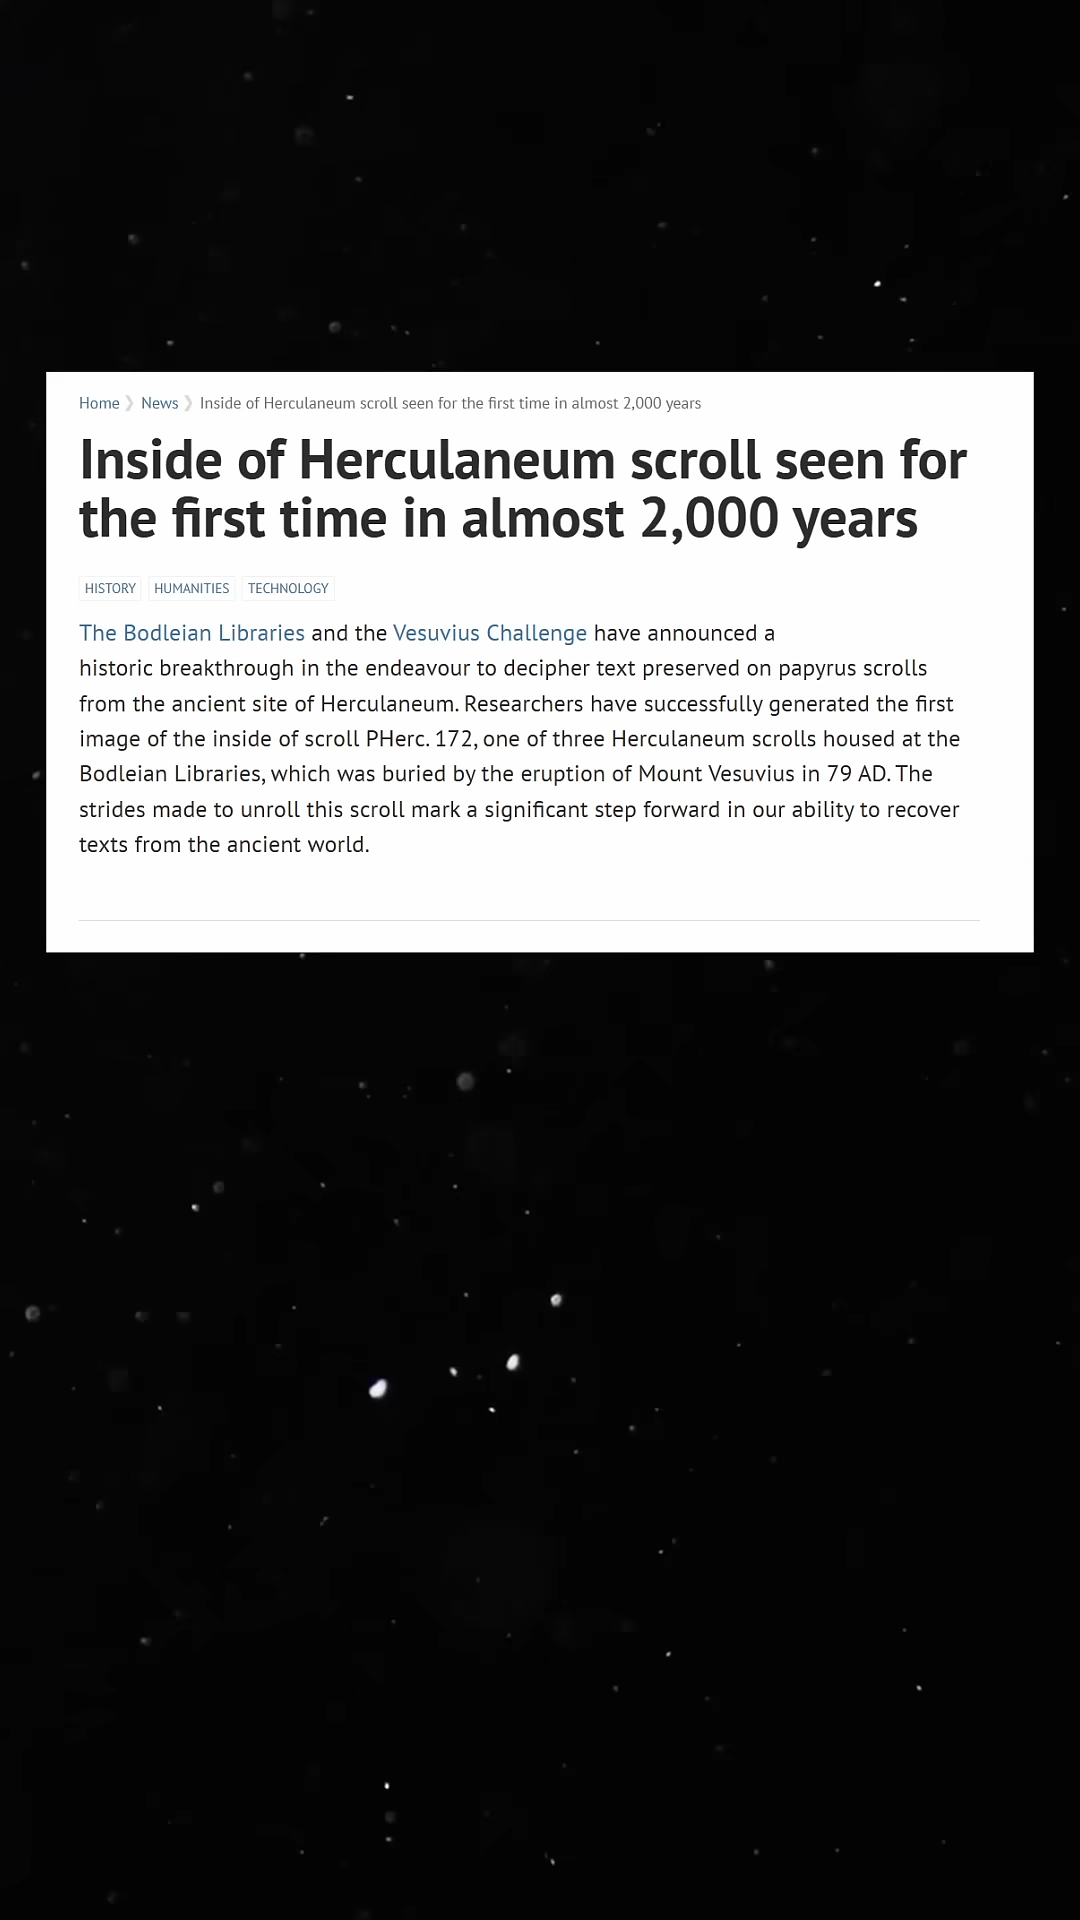 Home 》 News 》 Inside of Herculaneum scroll seen for the first time in almost 2,000 years
Inside of Herculaneum scroll seen for
the first time in almost 2,000 years
HISTORY HUMANITIES TECHNOLOGY
The Bodleian Libraries and the Vesuvius Challenge have announced a
historic breakthrough in the endeavour to decipher text preserved on papyrus scrolls
from the ancient site of Herculaneum. Researchers have successfully generated the first
image of the inside of scroll PHerc. 172, one of three Herculaneum scrolls housed at the
Bodleian Libraries, which was buried by the eruption of Mount Vesuvius in 79 AD. The
strides made to unroll this scroll mark a significant step forward in our ability to recover
texts from the ancient world.